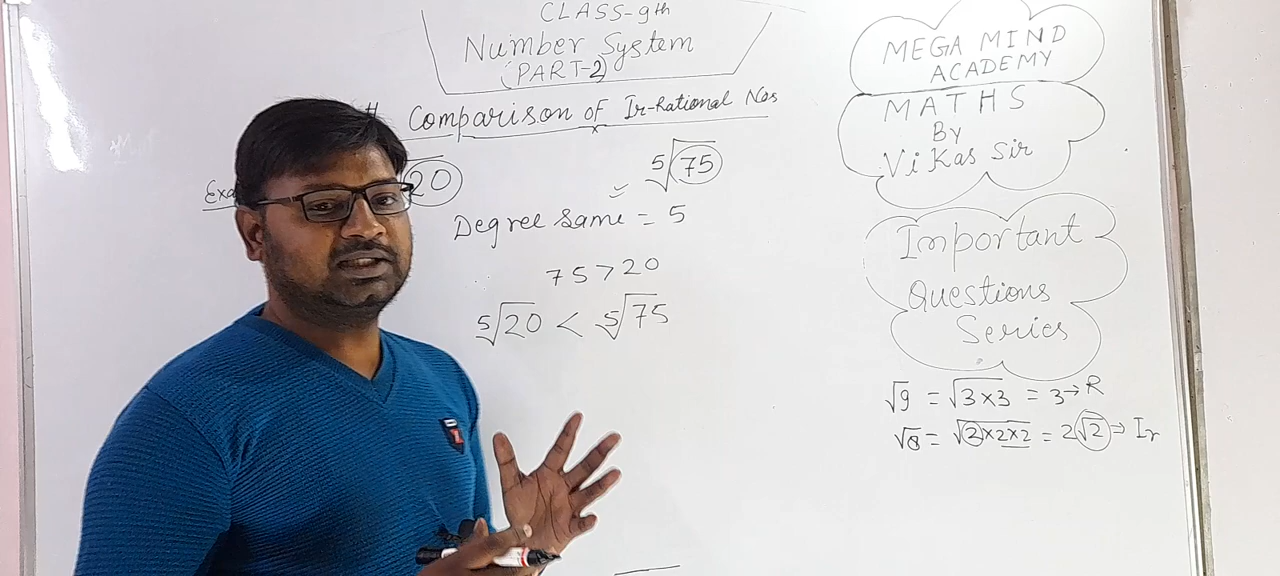 CLASS-9th
Number System
(PART-2)
# Comparison of Ir-Rational Nos
20 ⁵√75
Degree same = 5
75 > 20
⁵√20 < ⁵√75
MEGA MIND
ACADEMY
MATHS
By
Vikas Sir
Important
Questions
Series
√9 = √3×3 = 3→R
√8 = √2×2×2 = 2√2 → Ir